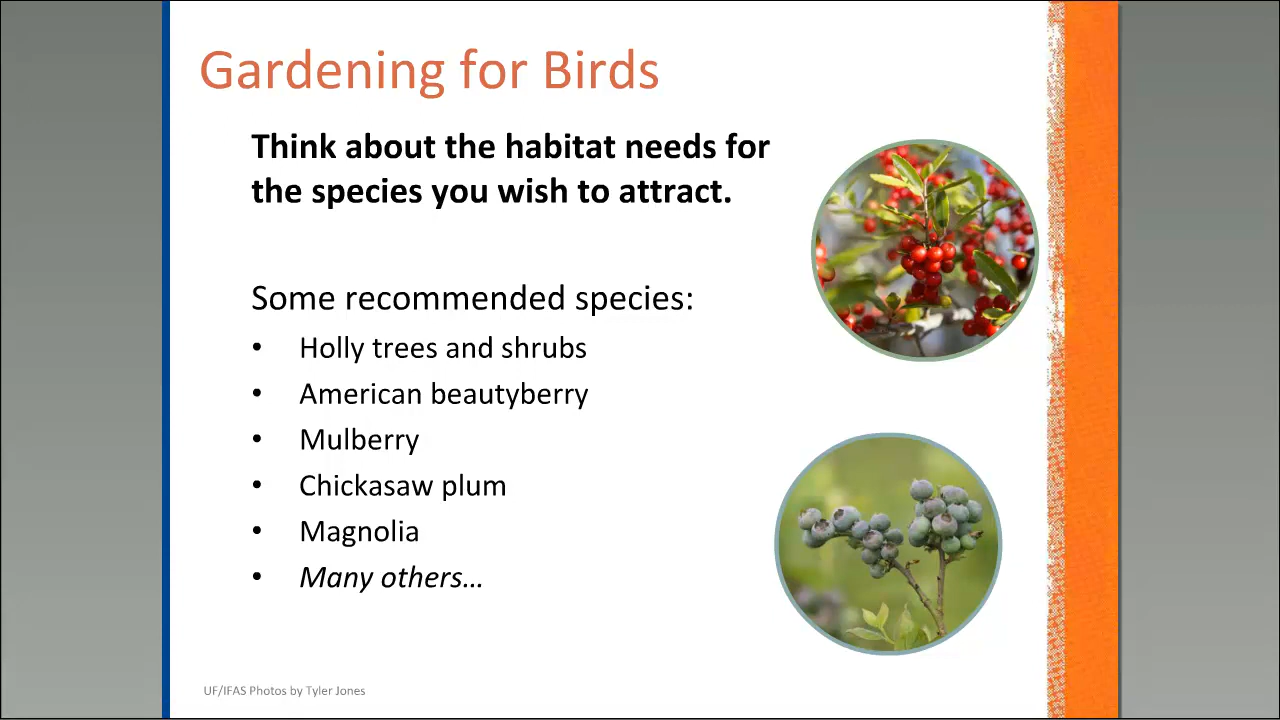 Gardening for Birds
Think about the habitat needs for
the species you wish to attract.
Some recommended species:
• Holly trees and shrubs
• American beautyberry
• Mulberry
• Chickasaw plum
• Magnolia
• Many others...
UF/IFAS Photos by Tyler Jones